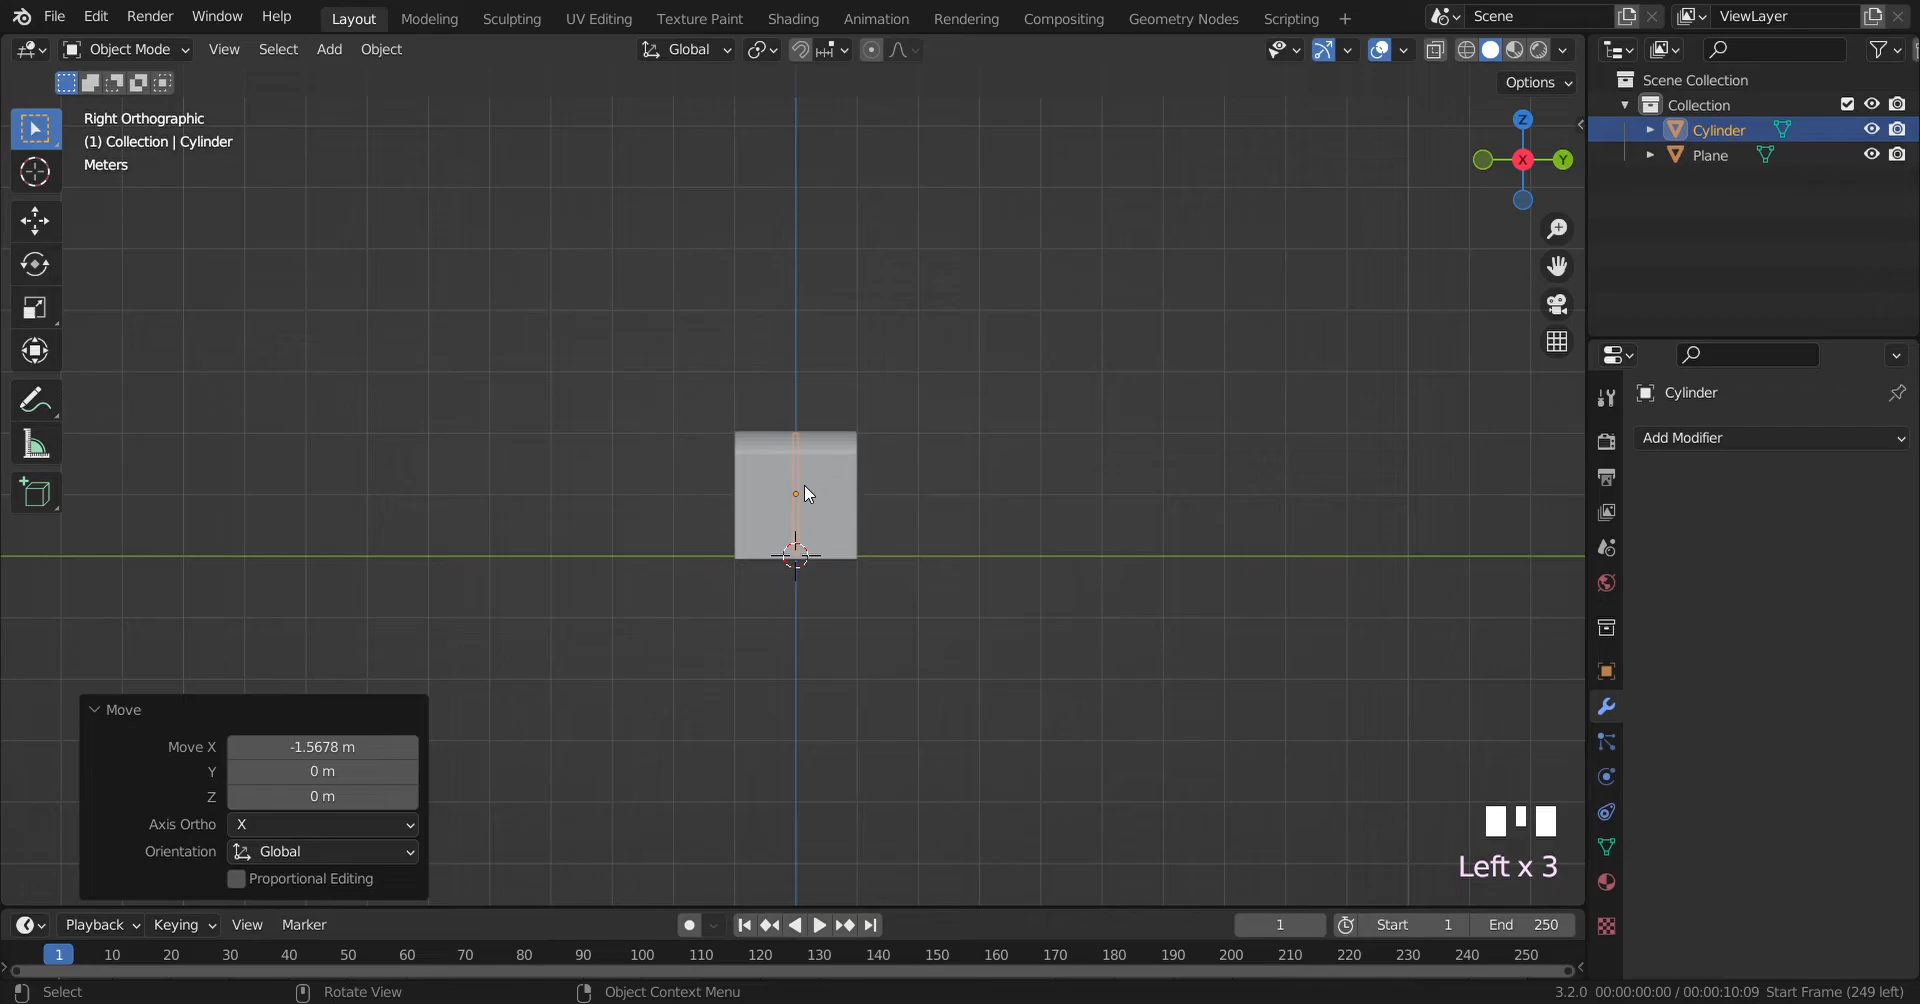 File Edit Render Window Help Layout Modeling Sculpting UV Editing Texture Paint Shading Animation Rendering Compositing Geometry Nodes Scripting + Scene ViewLayer
Object Mode View Select Add Object Global
Options
Right Orthographic
(1) Collection | Cylinder
Meters
Z
X
Y
Scene Collection
Collection
Cylinder
Plane
Cylinder
Add Modifier
Move
Move X -1.5678 m
Y 0 m
Z 0 m
Axis Ortho X
Orientation Global
Proportional Editing
Left x 3
Playback Keying View Marker 1 Start 1 End 250
1 10 20 30 40 50 60 70 80 90 100 110 120 130 140 150 160 170 180 190 200 210 220 230 240 250
Select Rotate View Object Context Menu 3.2.0 00:00:00:00 / 00:00:10:09 Start Frame (249 left)